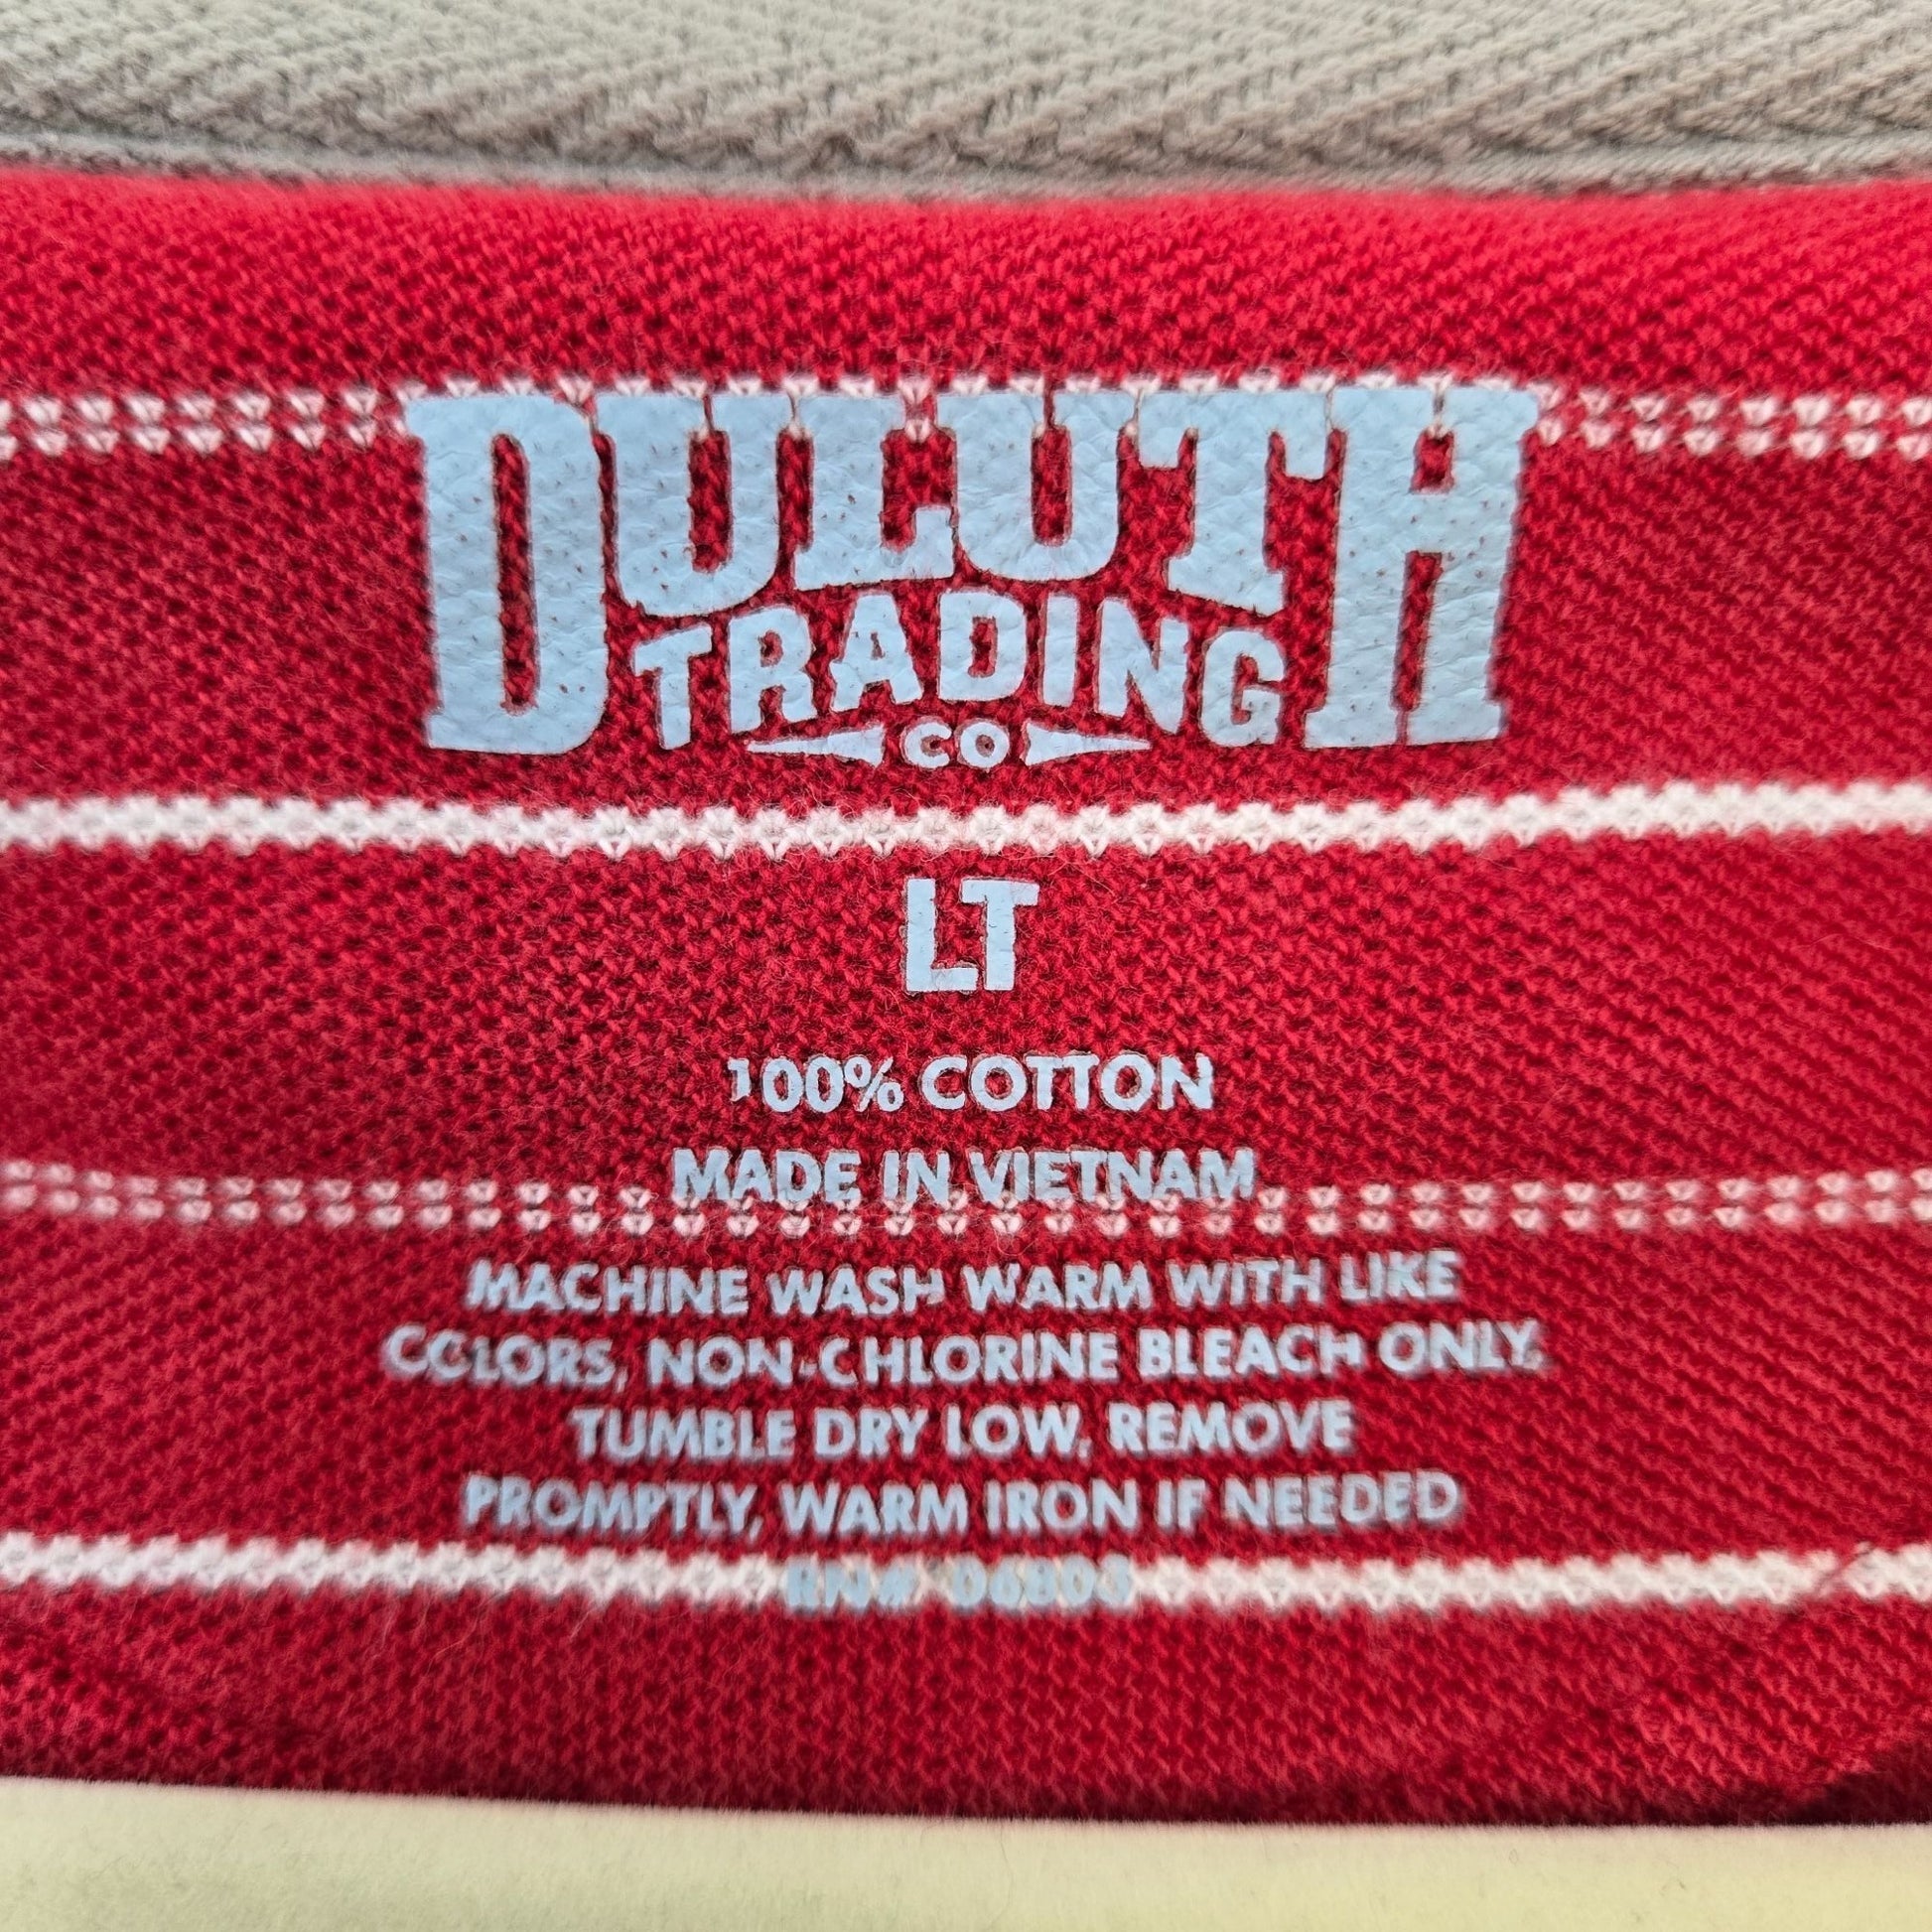 DULUTH
TRADING
CO
LT
100% COTTON
MADE IN VIETNAM
MACHINE WASH WARM WITH LIKE
COLORS, NON-CHLORINE BLEACH ONLY.
TUMBLE DRY LOW, REMOVE
PROMPTLY, WARM IRON IF NEEDED
RN#